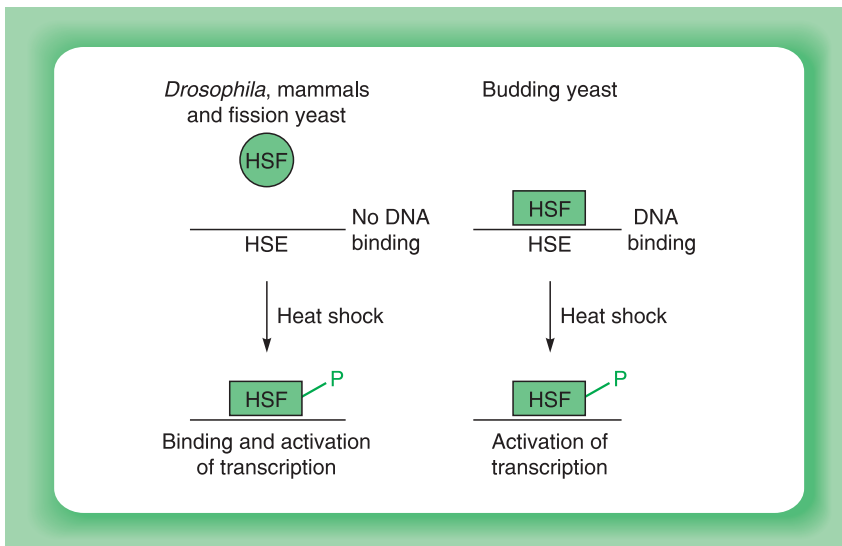 Drosophila, mammals
and fission yeast
HSF
No DNA
binding
HSE
Heat shock
HSF
P
Binding and activation
of transcription
Budding yeast
HSF
DNA
binding
HSE
Heat shock
HSF
P
Activation of
transcription